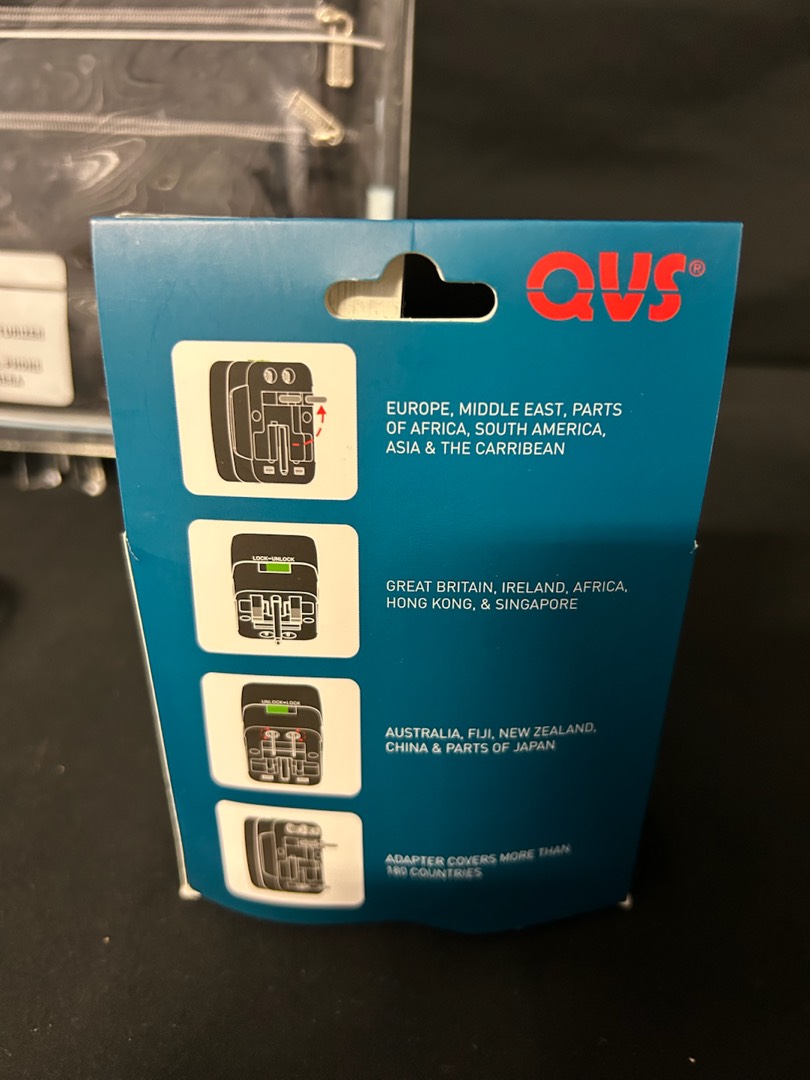 QVS®
EUROPE, MIDDLE EAST, PARTS
OF AFRICA, SOUTH AMERICA,
ASIA & THE CARRIBEAN
LOCK UNLOCK
GREAT BRITAIN, IRELAND, AFRICA,
HONG KONG, & SINGAPORE
UNLOCK LOCK
AUSTRALIA, FIJI, NEW ZEALAND,
CHINA & PARTS OF JAPAN
ADAPTER COVERS MORE THAN
180 COUNTRIES